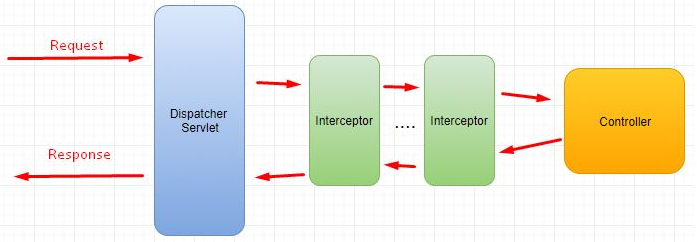 Request
Dispatcher
Servlet
Interceptor
....
Interceptor
Controller
Response